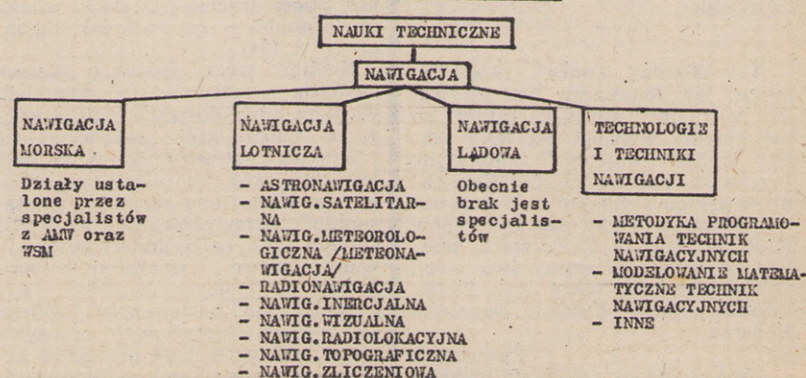 NAUKI TECHNICZNE
NAWIGACJA
NAWIGACJA
MORSKA
Działy usta-
lone przez
specjalistów
z AMW oraz
WSM
NAWIGACJA
LOTNICZA
- ASTRONAWIGACJA
- NAWIG.SATELITAR-
NA
- NAWIG.METEOROLO-
GICZNA /METEONA-
WIGACJA/
- RADIONAWIGACJA
- NAWIG.INERCJALNA
- NAWIG.WIZUALNA
- NAWIG.RADIOLOKACYJNA
- NAWIG.TOPOGRAFICZNA
- NAWIG.ZLICZENIOWA
NAWIGACJA
LĄDOWA
Obecnie
brak jest
specjalis-
tów
TECHNOLOGIE
I TECHNIKI
NAWIGACJI
- METODYKA PROGRAMO-
WANIA TECHNIK
NAWIGACYJNYCH
- MODELOWANIE MATEMA-
TYCZNE TECHNIK
NAWIGACYJNYCH
- INNE